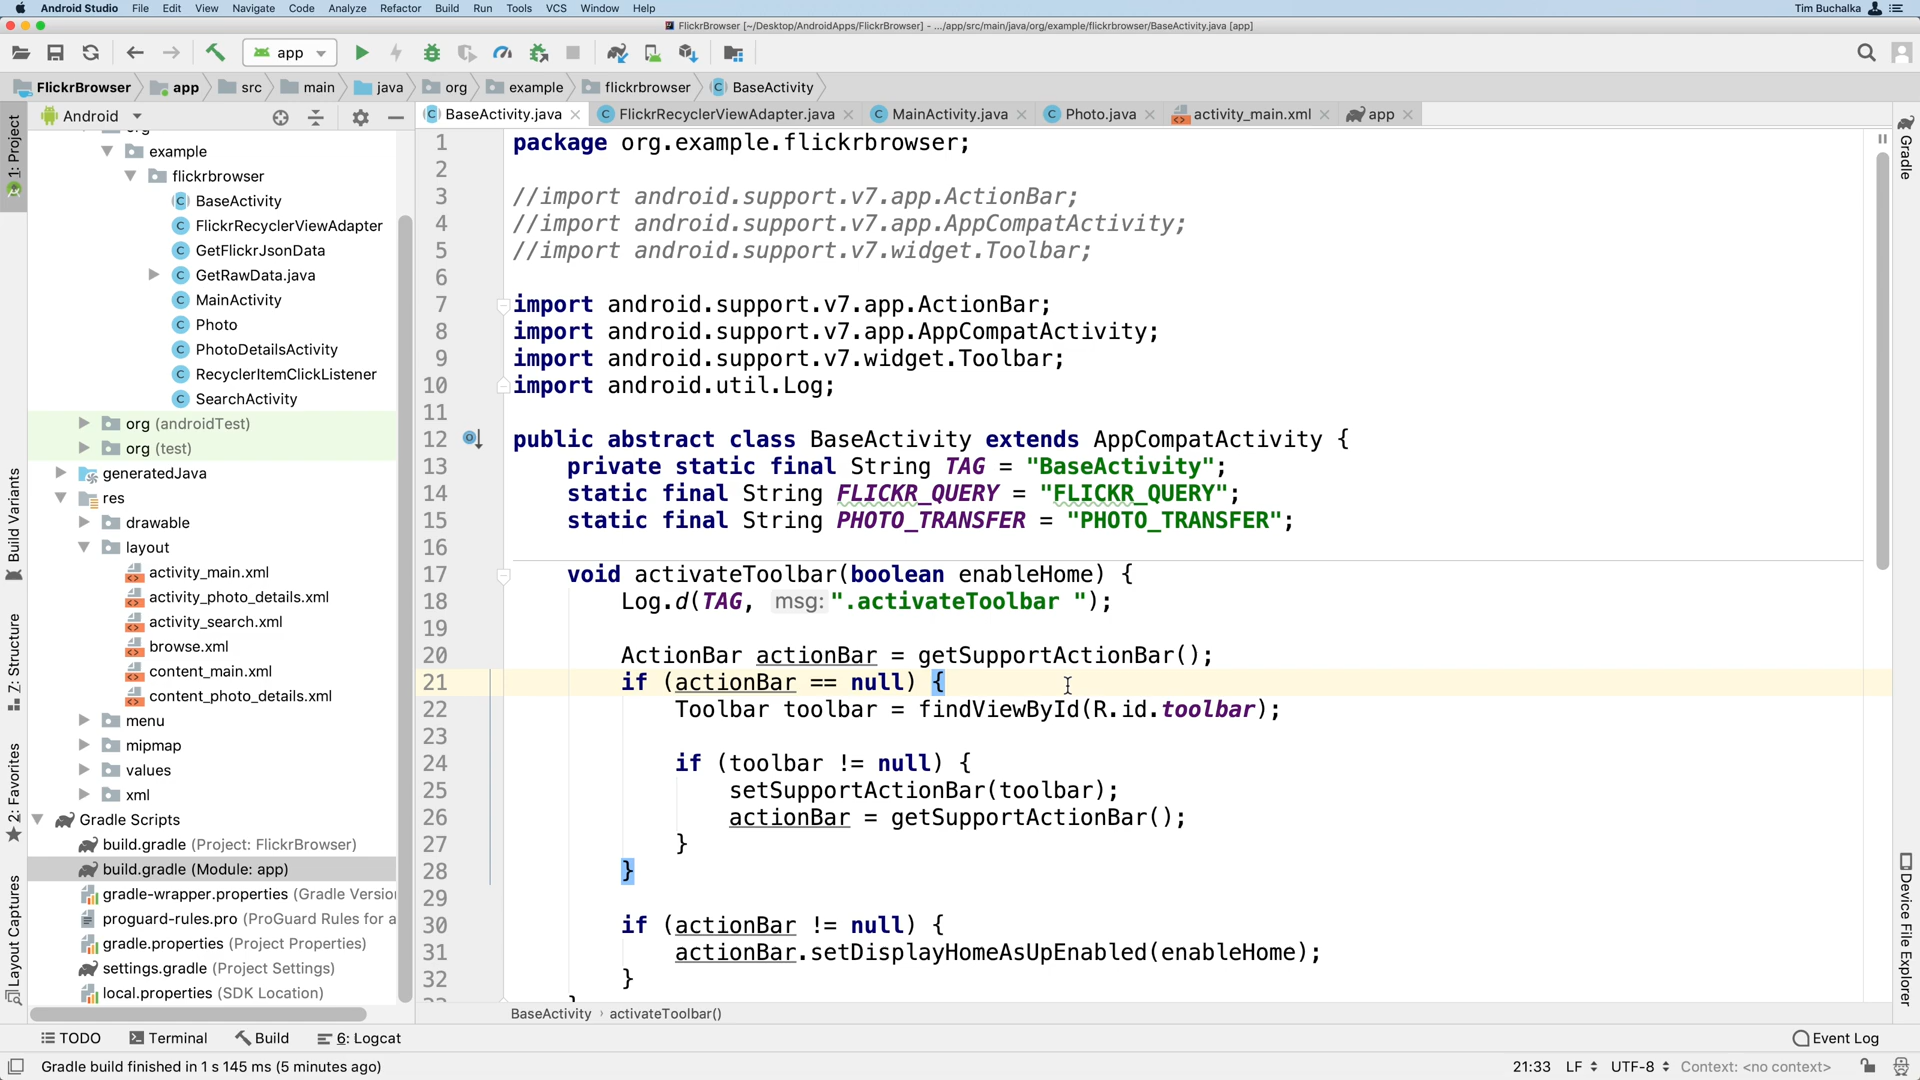 Android Studio File Edit View Navigate Code Analyze Refactor Build Run Tools VCS Window Help Tim Buchalka
FlickrBrowser [~/Desktop/AndroidApps/FlickrBrowser] - .../app/src/main/java/org/example/flickrbrowser/BaseActivity.java [app]
app
FlickrBrowser app src main java org example flickrbrowser BaseActivity
Android
BaseActivity.java FlickrRecyclerViewAdapter.java MainActivity.java Photo.java activity_main.xml app
example
flickrbrowser
BaseActivity
FlickrRecyclerViewAdapter
GetFlickrJsonData
GetRawData.java
MainActivity
Photo
PhotoDetailsActivity
RecyclerItemClickListener
SearchActivity
org (androidTest)
org (test)
generatedJava
res
drawable
layout
activity_main.xml
activity_photo_details.xml
activity_search.xml
browse.xml
content_main.xml
content_photo_details.xml
menu
mipmap
values
xml
Gradle Scripts
build.gradle (Project: FlickrBrowser)
build.gradle (Module: app)
gradle-wrapper.properties (Gradle Versio
proguard-rules.pro (ProGuard Rules for a
gradle.properties (Project Properties)
settings.gradle (Project Settings)
local.properties (SDK Location)
1: Project
Build Variants
7: Structure
2: Favorites
Layout Captures
1 package org.example.flickrbrowser;
2
3 //import android.support.v7.app.ActionBar;
4 //import android.support.v7.app.AppCompatActivity;
5 //import android.support.v7.widget.Toolbar;
6
7 import android.support.v7.app.ActionBar;
8 import android.support.v7.app.AppCompatActivity;
9 import android.support.v7.widget.Toolbar;
10 import android.util.Log;
11
12 public abstract class BaseActivity extends AppCompatActivity {
13 private static final String TAG = "BaseActivity";
14 static final String FLICKR_QUERY = "FLICKR_QUERY";
15 static final String PHOTO_TRANSFER = "PHOTO_TRANSFER";
16
17 void activateToolbar(boolean enableHome) {
18 Log.d(TAG, msg: ".activateToolbar ");
19
20 ActionBar actionBar = getSupportActionBar();
21 if (actionBar == null) {
22 Toolbar toolbar = findViewById(R.id.toolbar);
23
24 if (toolbar != null) {
25 setSupportActionBar(toolbar);
26 actionBar = getSupportActionBar();
27 }
28 }
29
30 if (actionBar != null) {
31 actionBar.setDisplayHomeAsUpEnabled(enableHome);
32 }
BaseActivity › activateToolbar()
Gradle
Device File Explorer
TODO Terminal Build 6: Logcat Event Log
Gradle build finished in 1 s 145 ms (5 minutes ago) 21:33 LF UTF-8 Context: <no context>